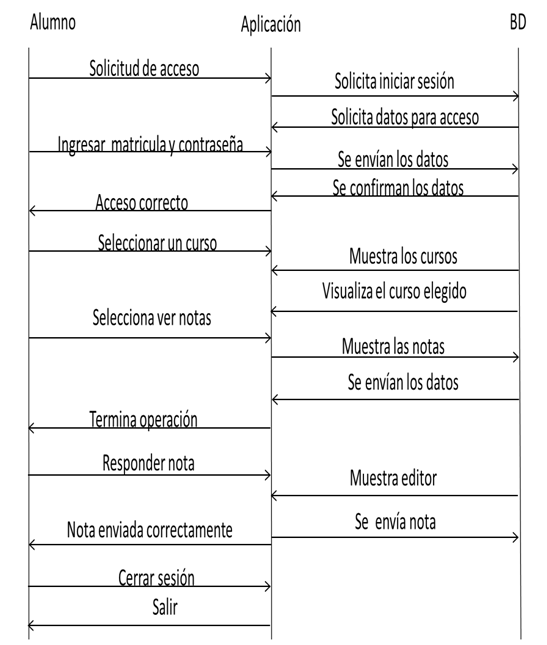 Alumno
Aplicación
BD
Solicitud de acceso
Solicita iniciar sesión
Solicita datos para acceso
Ingresar matricula y contraseña
Se envían los datos
Se confirman los datos
Acceso correcto
Seleccionar un curso
Muestra los cursos
Visualiza el curso elegido
Selecciona ver notas
Muestra las notas
Se envían los datos
Termina operación
Responder nota
Muestra editor
Se envía nota
Nota enviada correctamente
Cerrar sesión
Salir